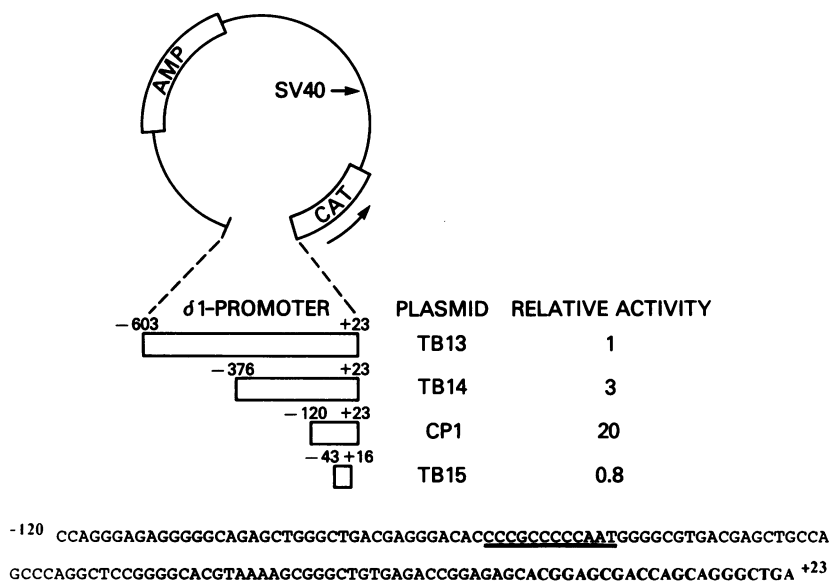 AMP
SV40 →
CAT
δ1-PROMOTER PLASMID RELATIVE ACTIVITY
−603 +23 TB13 1
−376 +23 TB14 3
−120 +23 CP1 20
−43 +16 TB15 0.8
-120 CCAGGGAGAGGGGGCAGAGCTGGGCTGACGAGGGACACCCCGCCCCCAATGGGGCGTGACGAGCTGCCA
GCCCAGGCTCCGGGGCACGTAAAAGCGGGCTGTGAGACCGGAGAGCACGGAGCGACCAGCAGGGCTGA +23